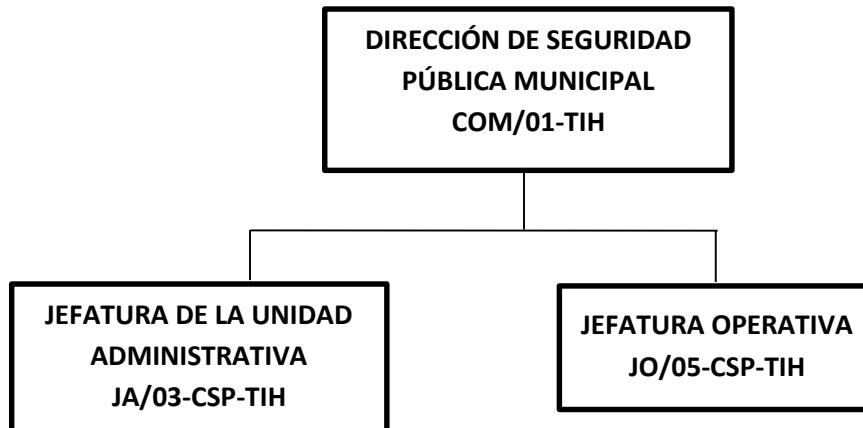 DIRECCIÓN DE SEGURIDAD
PÚBLICA MUNICIPAL
COM/01-TIH
JEFATURA DE LA UNIDAD
ADMINISTRATIVA
JA/03-CSP-TIH
JEFATURA OPERATIVA
JO/05-CSP-TIH